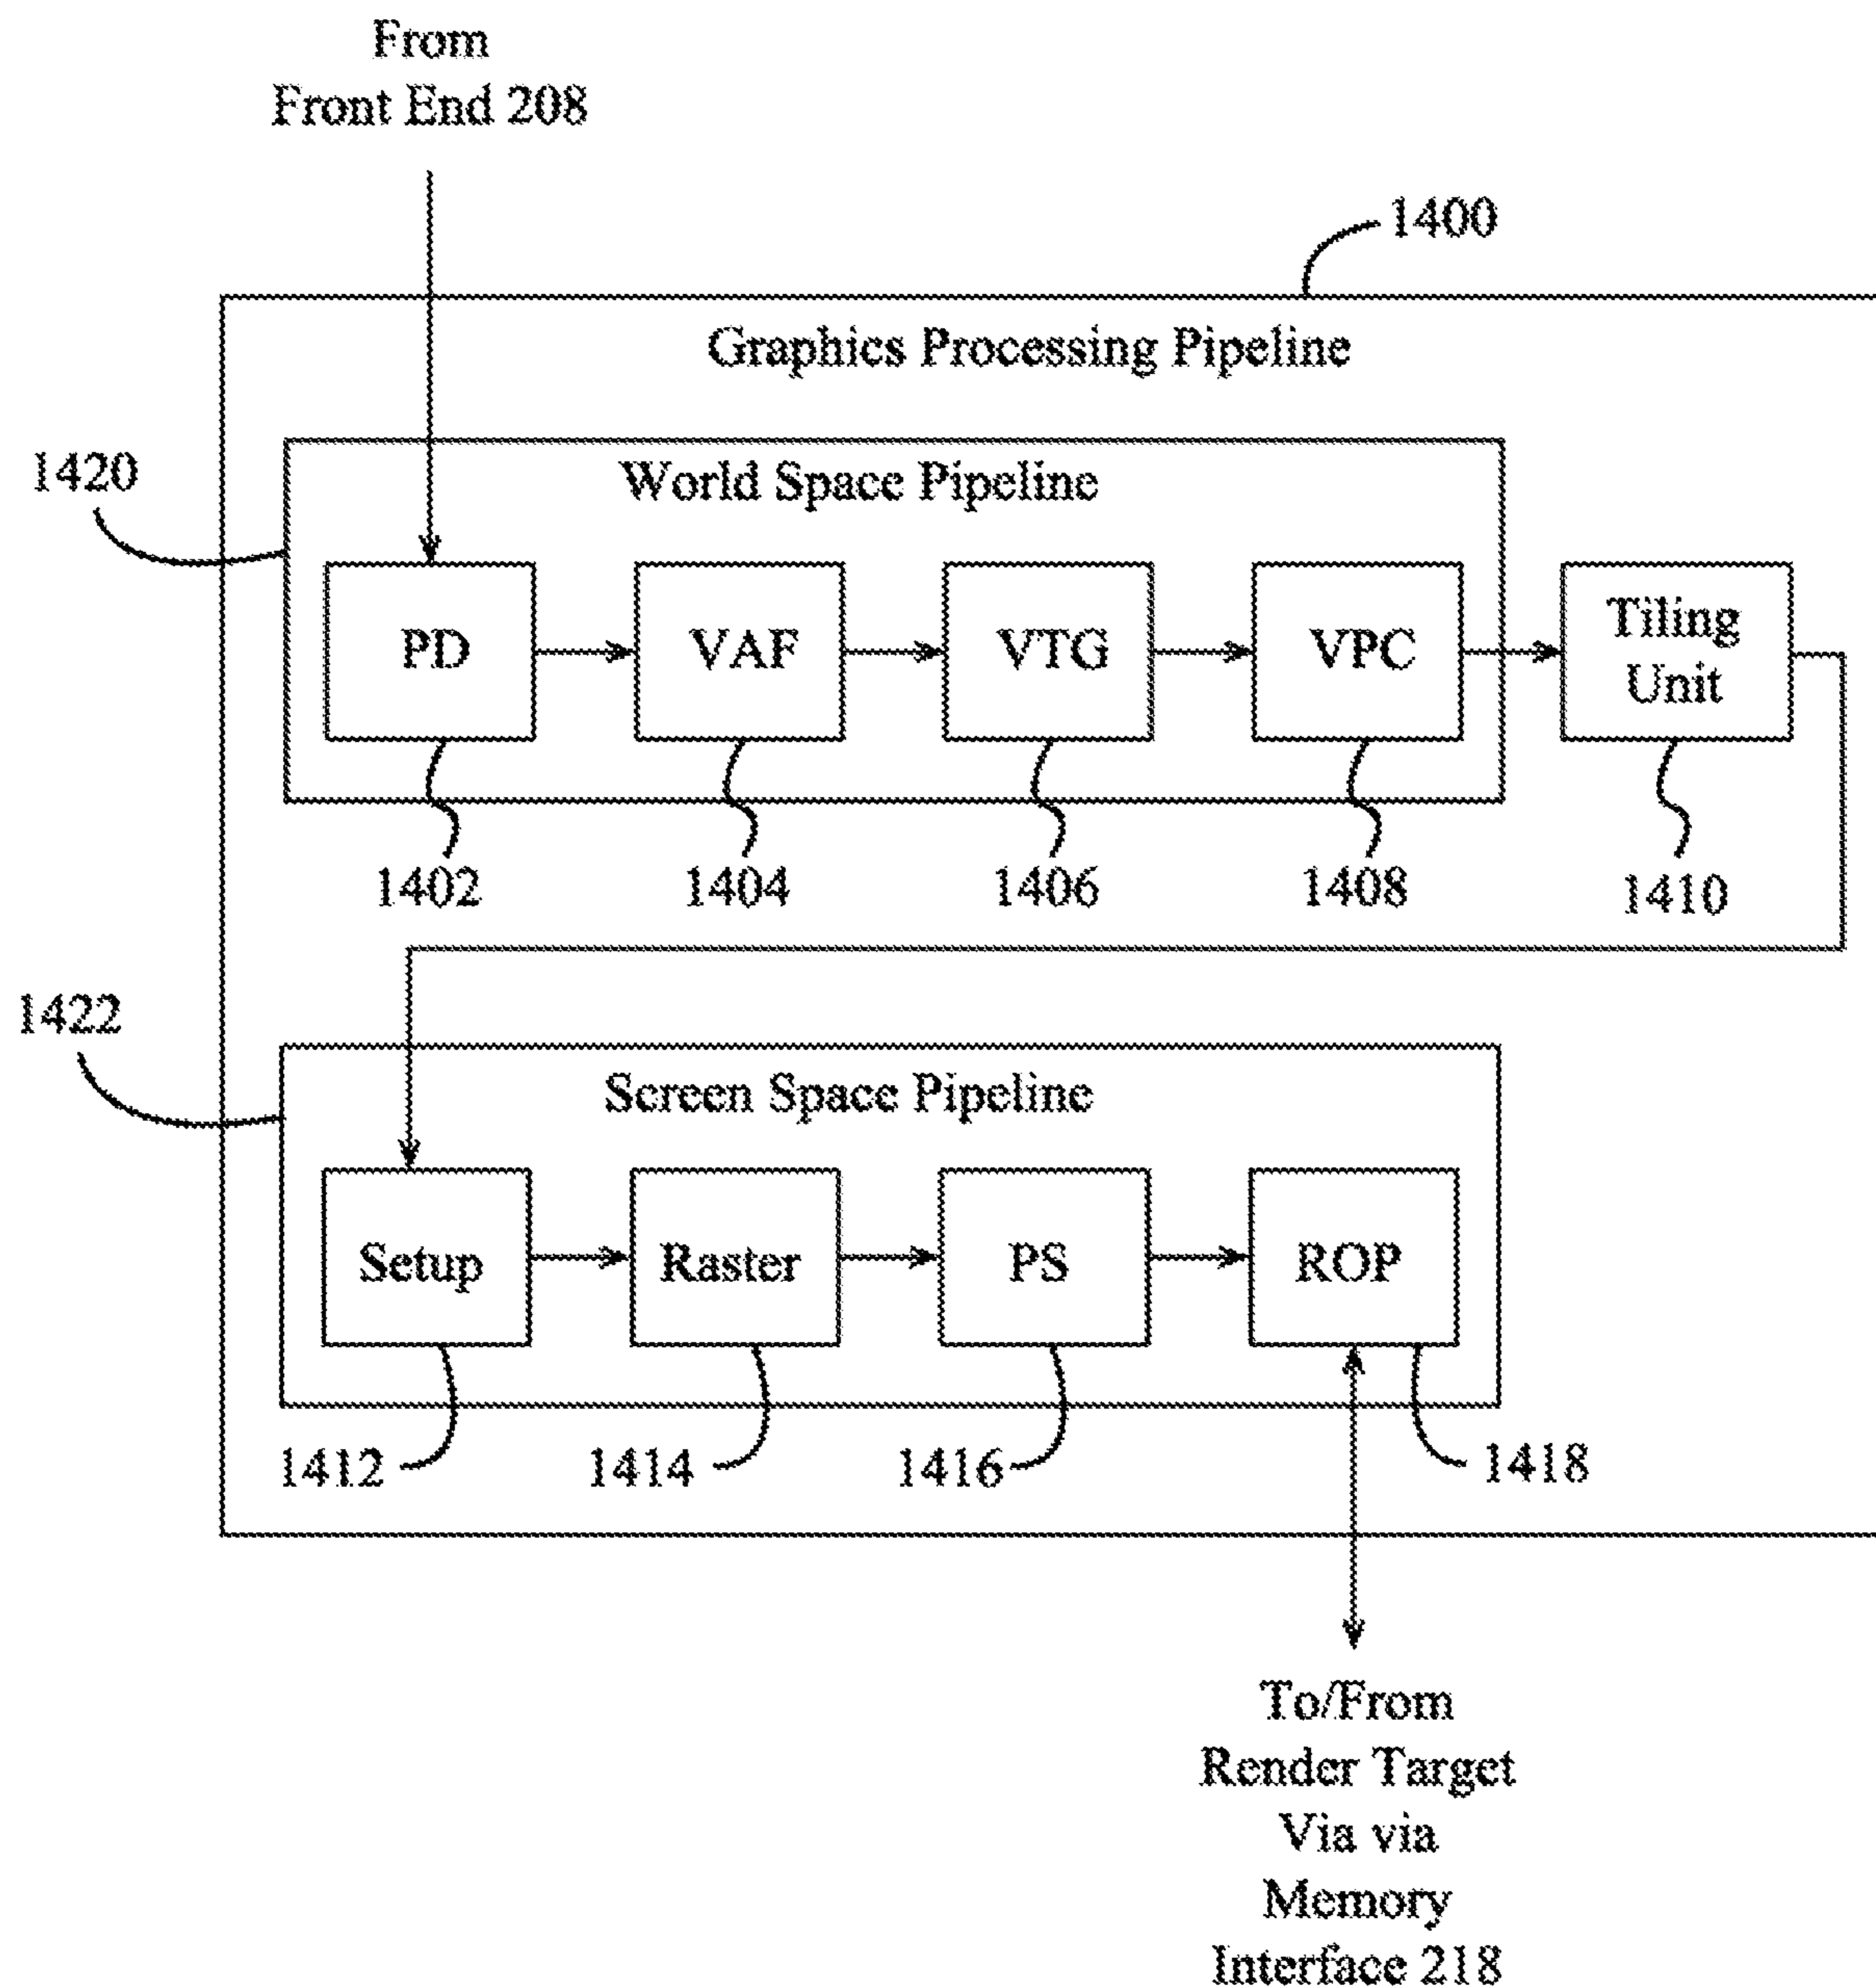 From
Front End 208
1400
Graphics Processing Pipeline
1420
World Space Pipeline
PD
VAF
VTG
VPC
Tiling
Unit
1402
1404
1406
1408
1410
1422
Screen Space Pipeline
Setup
Raster
PS
ROP
1412
1414
1416
1418
To/From
Render Target
Via via
Memory
Interface 218